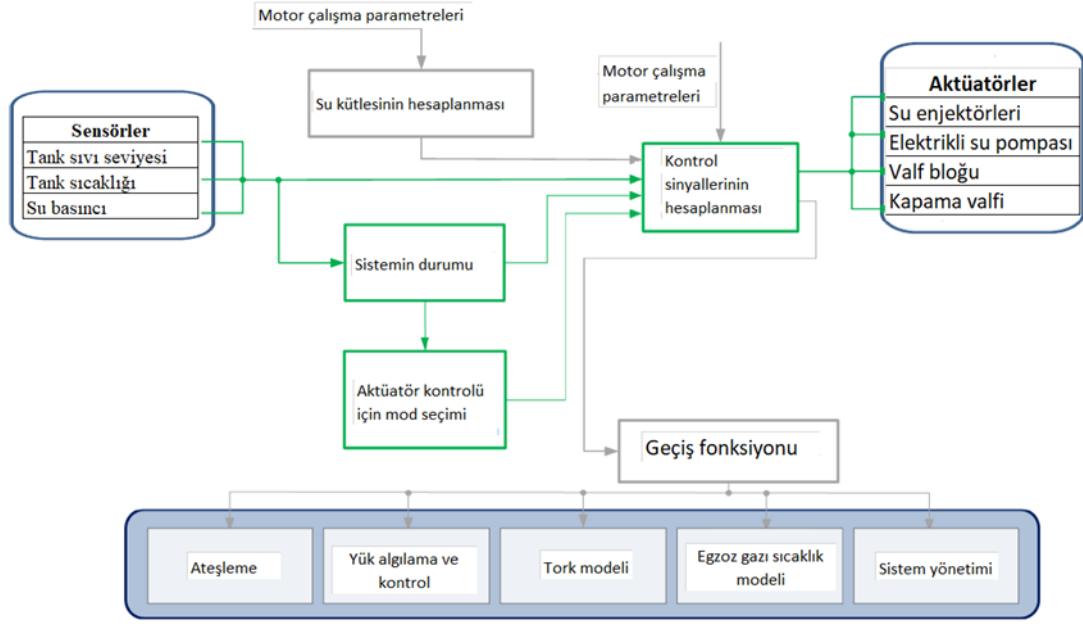 Motor çalışma parametreleri
Su kütlesinin hesaplanması
Motor çalışma
parametreleri
Sensörler
Tank sıvı seviyesi
Tank sıcaklığı
Su basıncı
Kontrol
sinyallerinin
hesaplanması
Aktüatörler
Su enjektörleri
Elektrikli su pompası
Valf bloğu
Kapama valfi
Sistemin durumu
Aktüatör kontrolü
için mod seçimi
Geçiş fonksiyonu
Ateşleme
Yük algılama ve
kontrol
Tork modeli
Egzoz gazı sıcaklık
modeli
Sistem yönetimi